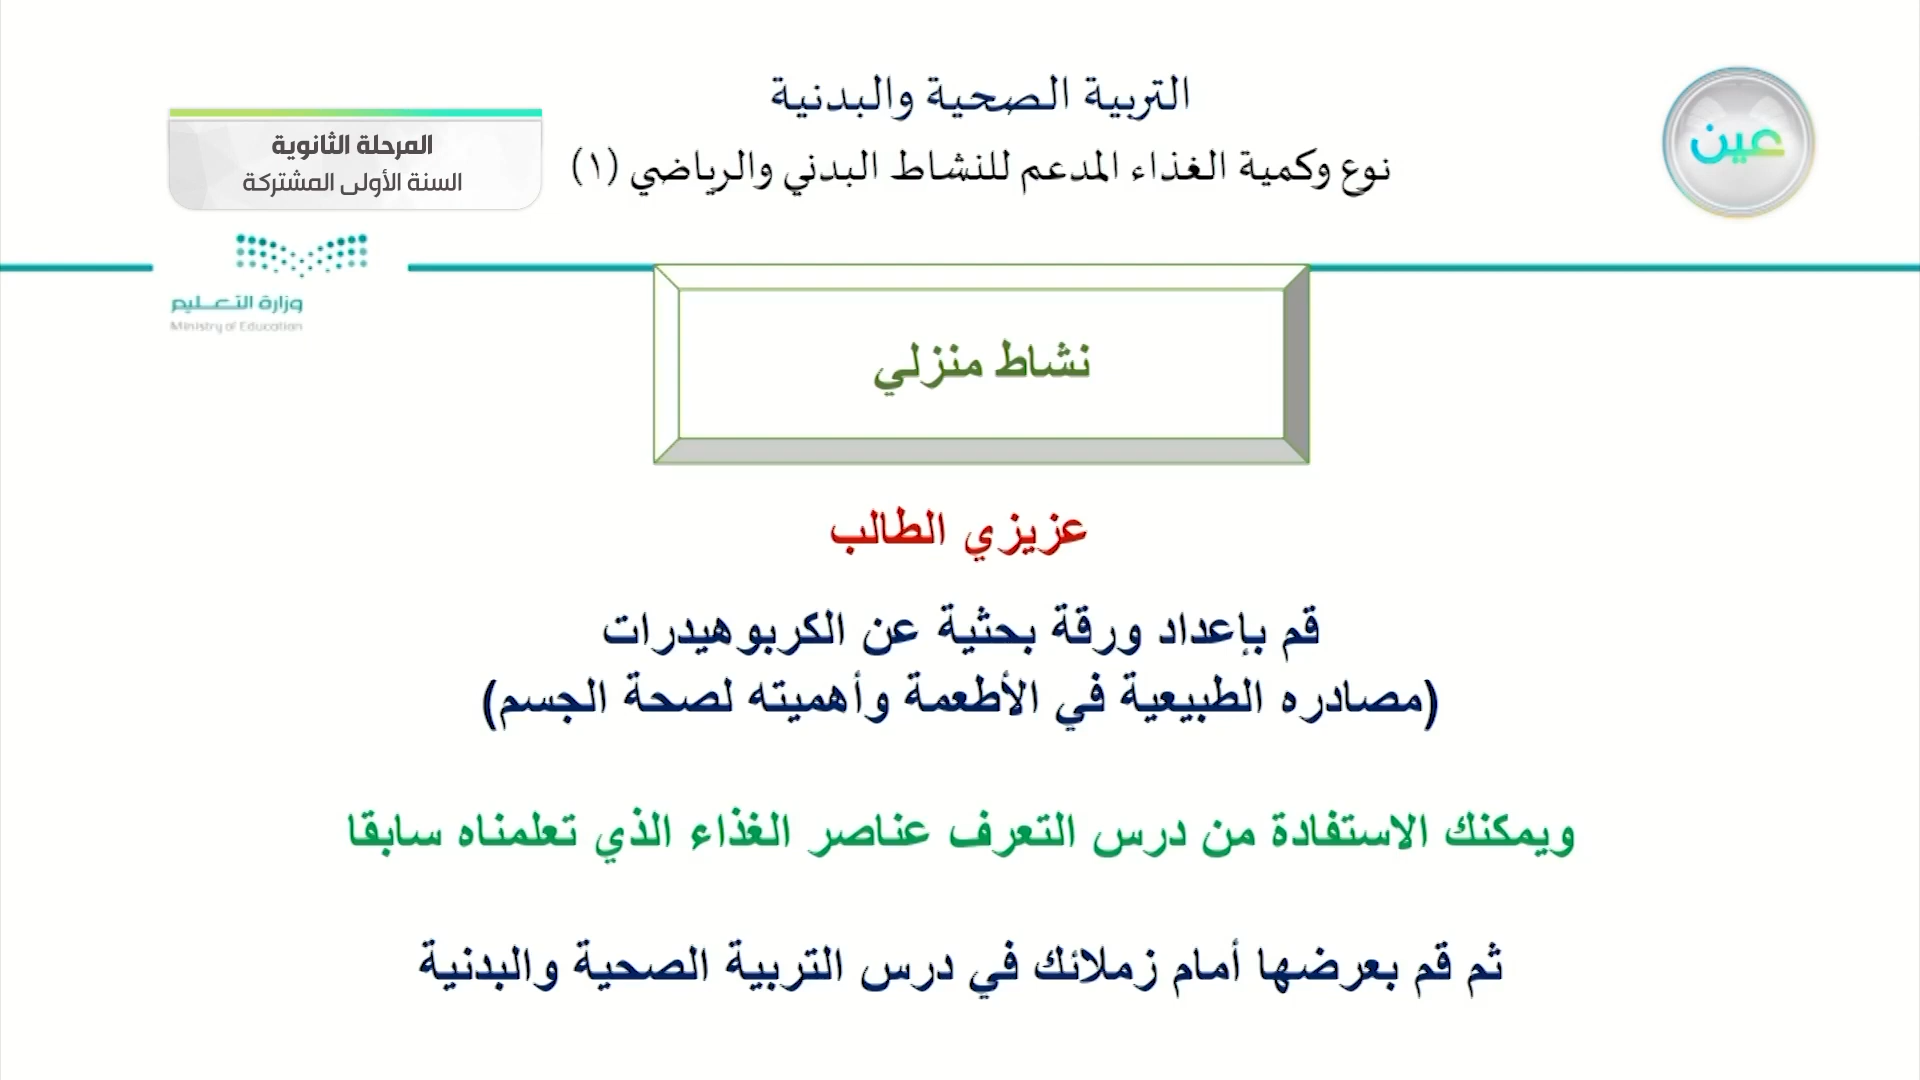 التربية الصحية والبدنية
نوع وكمية الغذاء المدعم للنشاط البدني والرياضي (١)
عين
المرحلة الثانوية
السنة الأولى المشتركة
وزارة التعليم
Ministry of Education
نشاط منزلي
عزيزي الطالب
قم بإعداد ورقة بحثية عن الكربوهيدرات
(مصادره الطبيعية في الأطعمة وأهميته لصحة الجسم)
ويمكنك الاستفادة من درس التعرف عناصر الغذاء الذي تعلمناه سابقا
ثم قم بعرضها أمام زملائك في درس التربية الصحية والبدنية